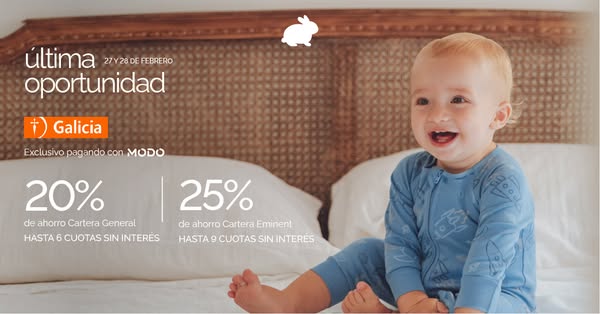 última
27 Y 28 DE FEBRERO
oportunidad
Galicia
Exclusivo pagando con MODO
20%
de ahorro Cartera General
HASTA 6 CUOTAS SIN INTERÉS
25%
de ahorro Cartera Eminent
HASTA 9 CUOTAS SIN INTERÉS